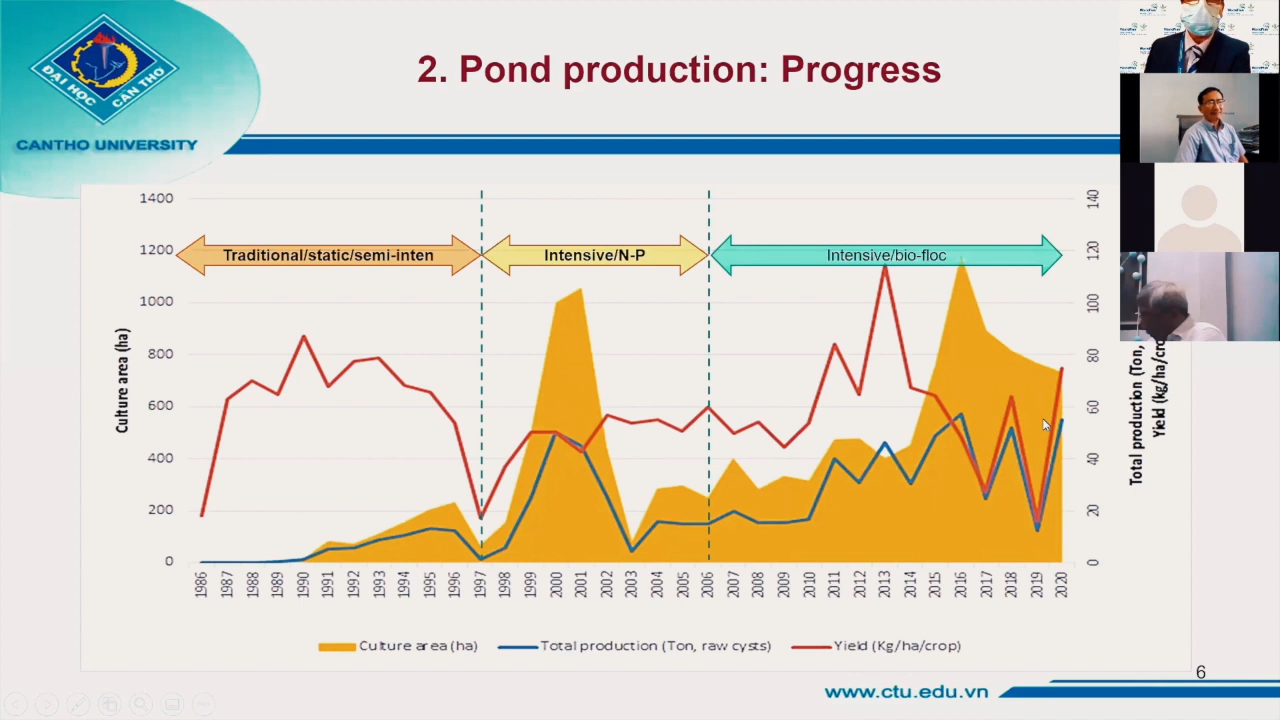 2. Pond production: Progress
ĐẠI HỌC CẦN THƠ
CANTHO UNIVERSITY
Traditional/static/semi-inten
Intensive/N-P
Intensive/bio-floc
Culture area (ha)
1400
1200
1000
800
600
400
200
0
140
120
100
80
60
40
20
0
Total production (Ton,
Yield (kg/ha/cro
1986 1987 1988 1989 1990 1991 1992 1993 1994 1995 1996 1997 1998 1999 2000 2001 2002 2003 2004 2005 2006 2007 2008 2009 2010 2011 2012 2013 2014 2015 2016 2017 2018 2019 2020
Culture area (ha) Total production (Ton, raw cysts) Yield (Kg/ha/crop)
6
www.ctu.edu.vn